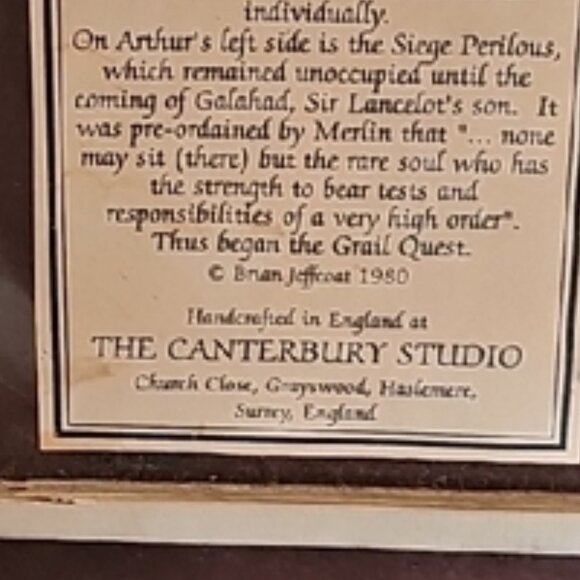 individually.
On Arthur's left side is the Siege Perilous,
which remained unoccupied until the
coming of Galahad, Sir Lancelot's son. It
was pre-ordained by Merlin that "... none
may sit (there) but the rare soul who has
the strength to bear tests and
responsibilities of a very high order".
Thus began the Grail Quest.
© Brian Jeffcoat 1980
Handcrafted in England at
THE CANTERBURY STUDIO
Church Close, Grayswood, Haslemere,
Surrey, England